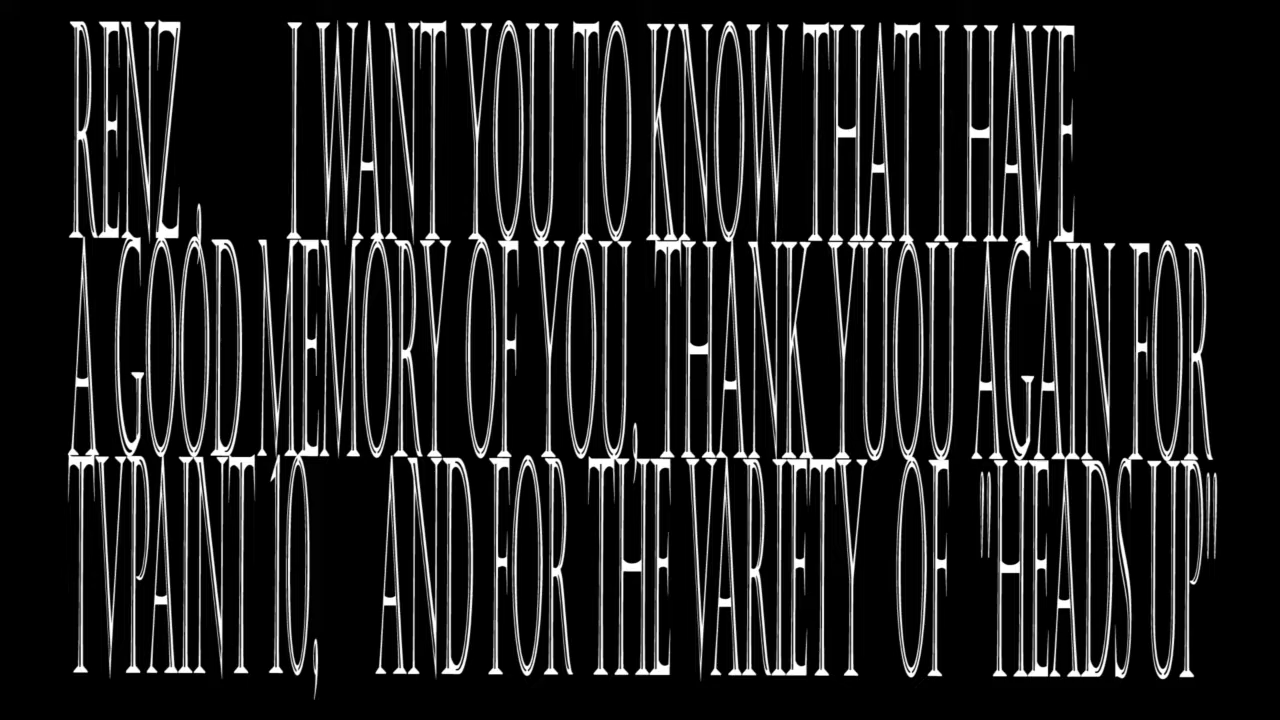 RENZ, I WANT YOU TO KNOW THAT I HAVE
A GOOD MEMORY OF YOU, THANK YUOU AGAIN FOR
TVPAINT 10, AND FOR THE VARIETY OF "HEADS UP"